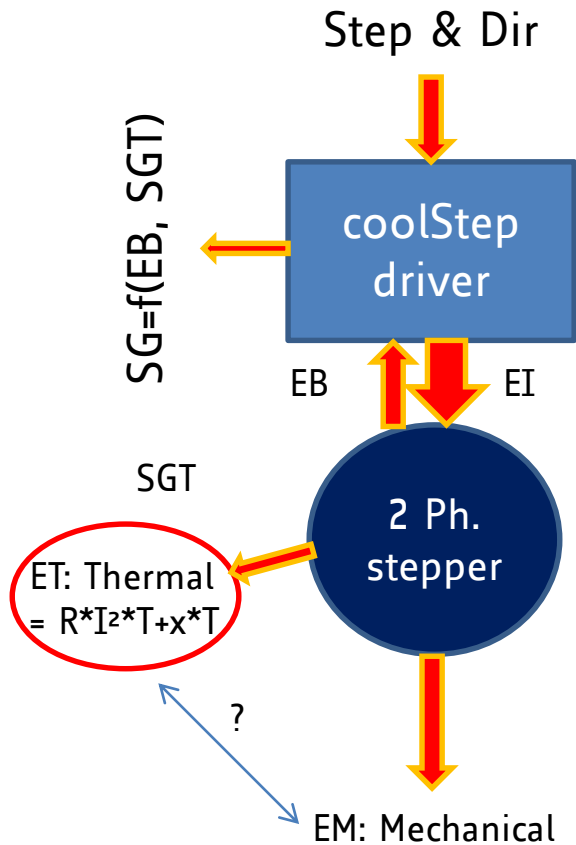 Step & Dir
SG=f(EB, SGT)
coolStep
driver
EB
EI
SGT
2 Ph.
stepper
ET: Thermal
= R*I²*T+x*T
?
EM: Mechanical